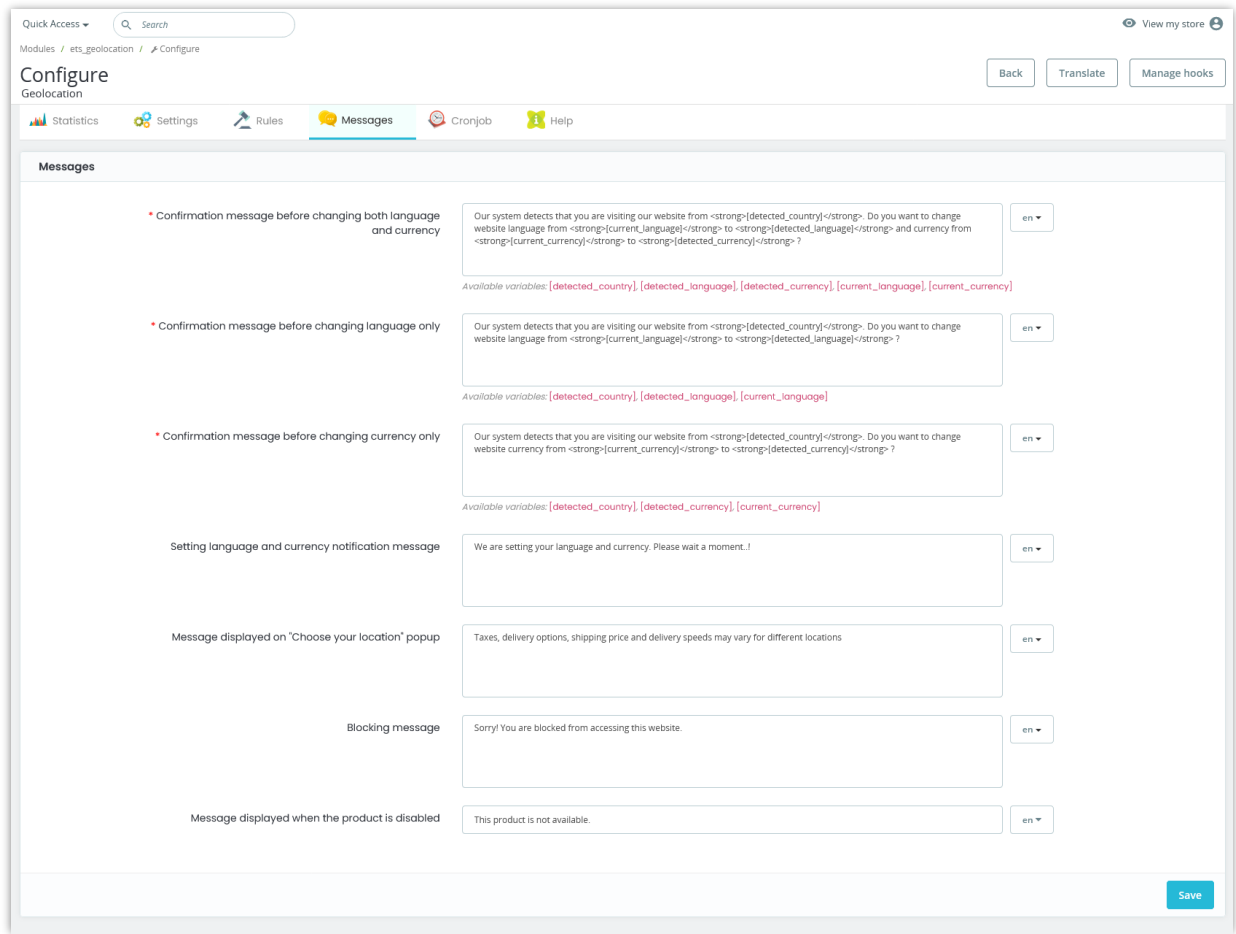 Quick Access
Search
View my store
Modules / ets_geolocation / Configure
Configure
Geolocation
Back
Translate
Manage hooks
Statistics
Settings
Rules
Messages
Cronjob
Help
Messages
* Confirmation message before changing both language
and currency
Our system detects that you are visiting our website from <strong>[detected_country]</strong>. Do you want to change
website language from <strong>[current_language]</strong> to <strong>[detected_language]</strong> and currency from
<strong>[current_currency]</strong> to <strong>[detected_currency]</strong> ?
en
Available variables: [detected_country], [detected_language], [detected_currency], [current_language], [current_currency]
* Confirmation message before changing language only
Our system detects that you are visiting our website from <strong>[detected_country]</strong>. Do you want to change
website language from <strong>[current_language]</strong> to <strong>[detected_language]</strong> ?
en
Available variables: [detected_country], [detected_language], [current_language]
* Confirmation message before changing currency only
Our system detects that you are visiting our website from <strong>[detected_country]</strong>. Do you want to change
website currency from <strong>[current_currency]</strong> to <strong>[detected_currency]</strong> ?
en
Available variables: [detected_country], [detected_currency], [current_currency]
Setting language and currency notification message
We are setting your language and currency. Please wait a moment..!
en
Message displayed on "Choose your location" popup
Taxes, delivery options, shipping price and delivery speeds may vary for different locations
en
Blocking message
Sorry! You are blocked from accessing this website.
en
Message displayed when the product is disabled
This product is not available.
en
Save